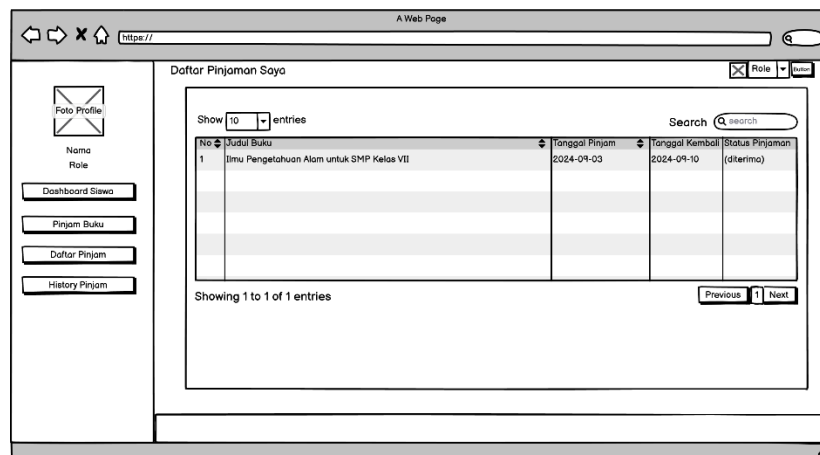 A Web Page
https://
Daftar Pinjaman Saya
Role
Button
Foto Profile
Nama
Role
Dashboard Siswa
Pinjam Buku
Daftar Pinjam
History Pinjam
Show 10 entries
Search search
No Judul Buku Tanggal Pinjam Tanggal Kembali Status Pinjaman
1 Ilmu Pengetahuan Alam untuk SMP Kelas VII 2024-09-03 2024-09-10 (diterima)
Showing 1 to 1 of 1 entries
Previous 1 Next